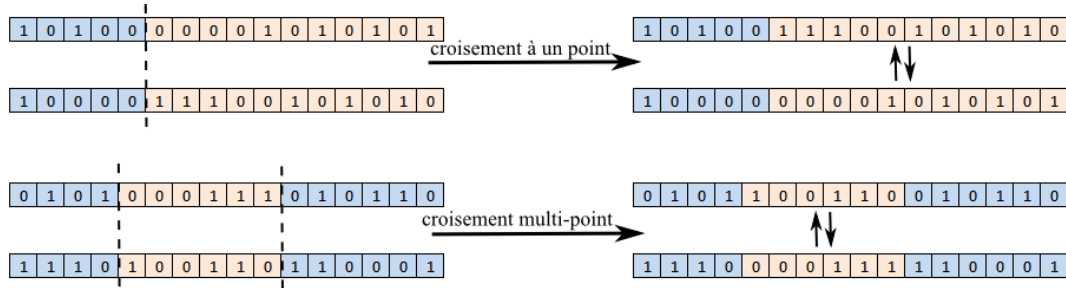 1 0 1 0 0 0 0 0 0 1 0 1 0 1 0 1
croisement à un point
1 0 1 0 0 1 1 1 0 0 1 0 1 0 1 0
1 0 0 0 0 1 1 1 0 0 1 0 1 0 1 0
1 0 0 0 0 0 0 0 0 1 0 1 0 1 0 1
0 1 0 1 0 0 0 1 1 1 0 1 0 1 1 0
croisement multi-point
0 1 0 1 1 0 0 1 1 0 0 1 0 1 1 0
1 1 1 0 1 0 0 1 1 0 1 1 0 0 0 1
1 1 1 0 0 0 0 1 1 1 1 1 0 0 0 1